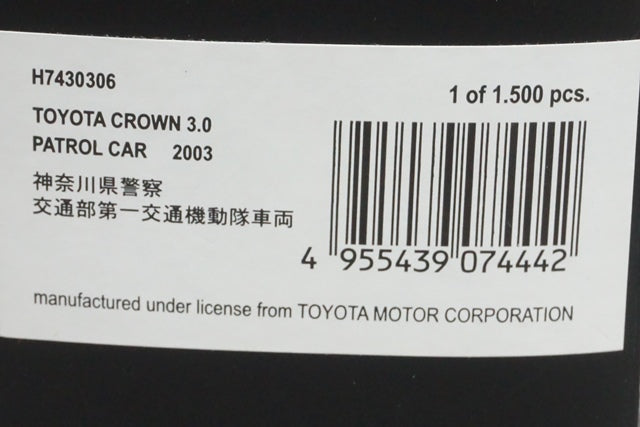 H7430306
1 of 1.500 pcs.
TOYOTA CROWN 3.0
PATROL CAR 2003
神奈川県警察
交通部第一交通機動隊車両
4 955439 074442
manufactured under license from TOYOTA MOTOR CORPORATION